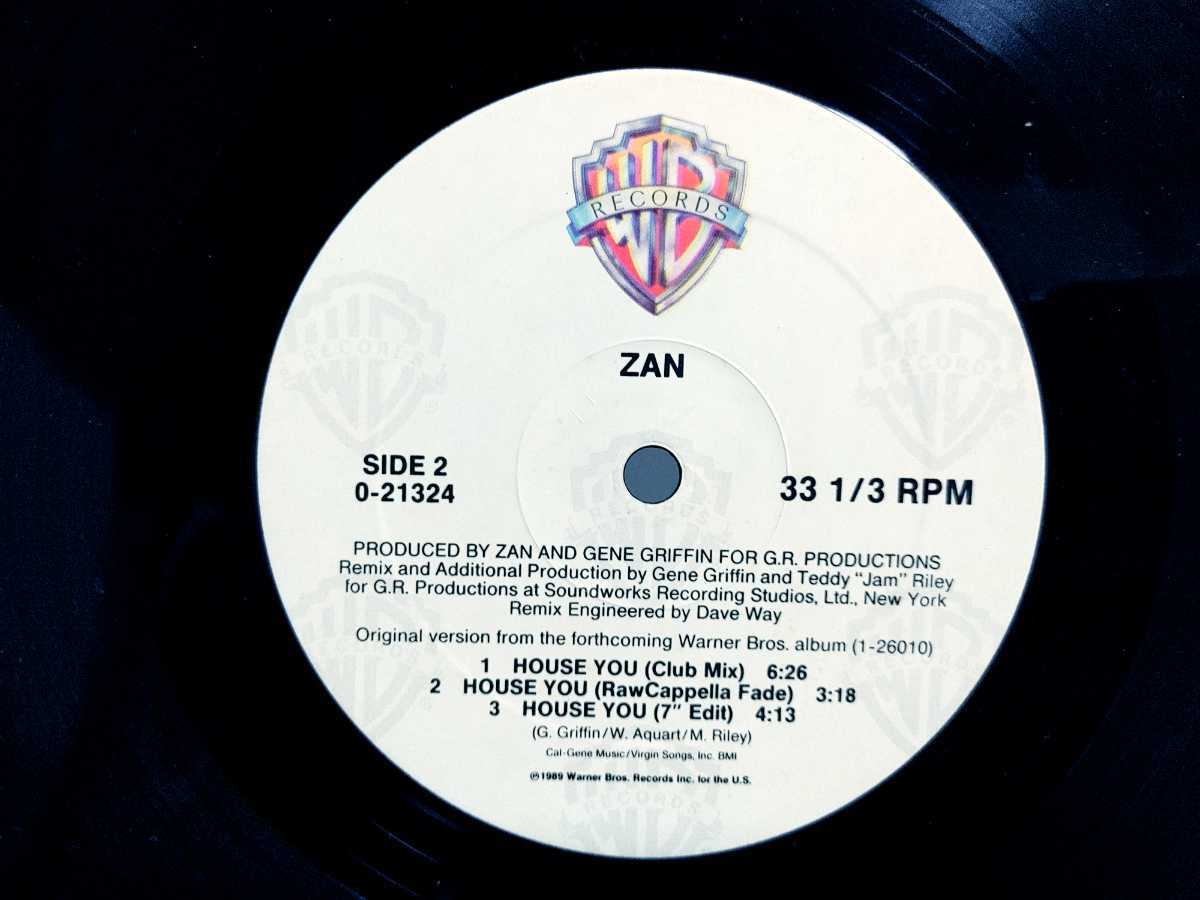 WB
RECORDS
ZAN
SIDE 2
0-21324
33 1/3 RPM
PRODUCED BY ZAN AND GENE GRIFFIN FOR G.R. PRODUCTIONS
Remix and Additional Production by Gene Griffin and Teddy "Jam" Riley
for G.R. Productions at Soundworks Recording Studios, Ltd., New York
Remix Engineered by Dave Way
Original version from the forthcoming Warner Bros. album (1-26010)
1 HOUSE YOU (Club Mix) 6:26
2 HOUSE YOU (RawCappella Fade) 3:18
3 HOUSE YOU (7" Edit) 4:13
(G. Griffin/W. Aquart/M. Riley)
Cal-Gene Music/Virgin Songs, Inc. BMI
℗1989 Warner Bros. Records Inc. for the U.S.